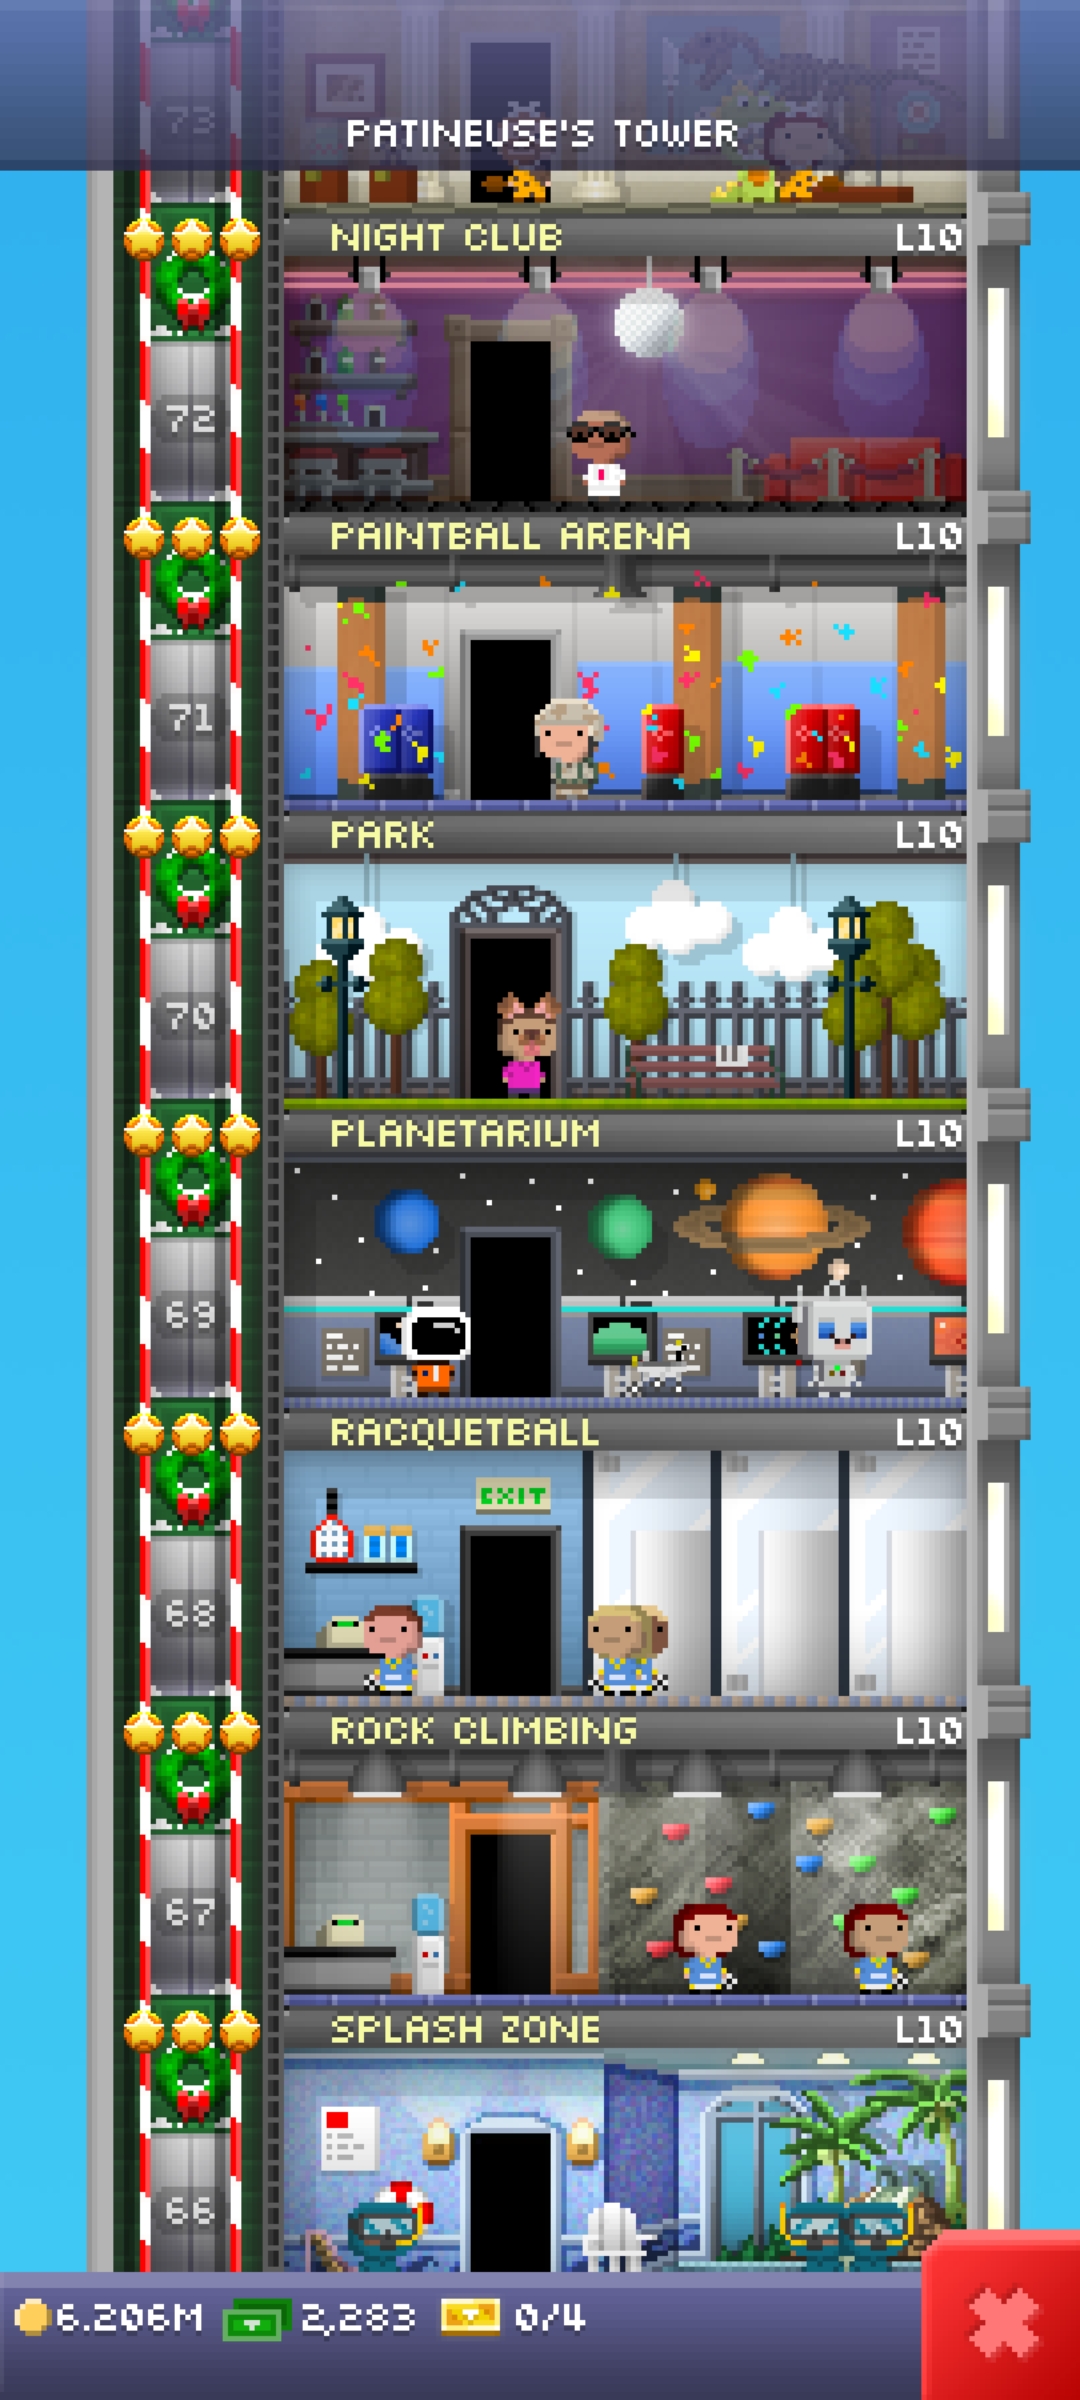 73
PATINEUSE'S TOWER
NIGHT CLUB L10
72
PAINTBALL ARENA L10
71
PARK L10
70
PLANETARIUM L10
69
RACQUETBALL L10
EXIT
68
ROCK CLIMBING L10
67
SPLASH ZONE L10
66
6.206M 2,283 0/4